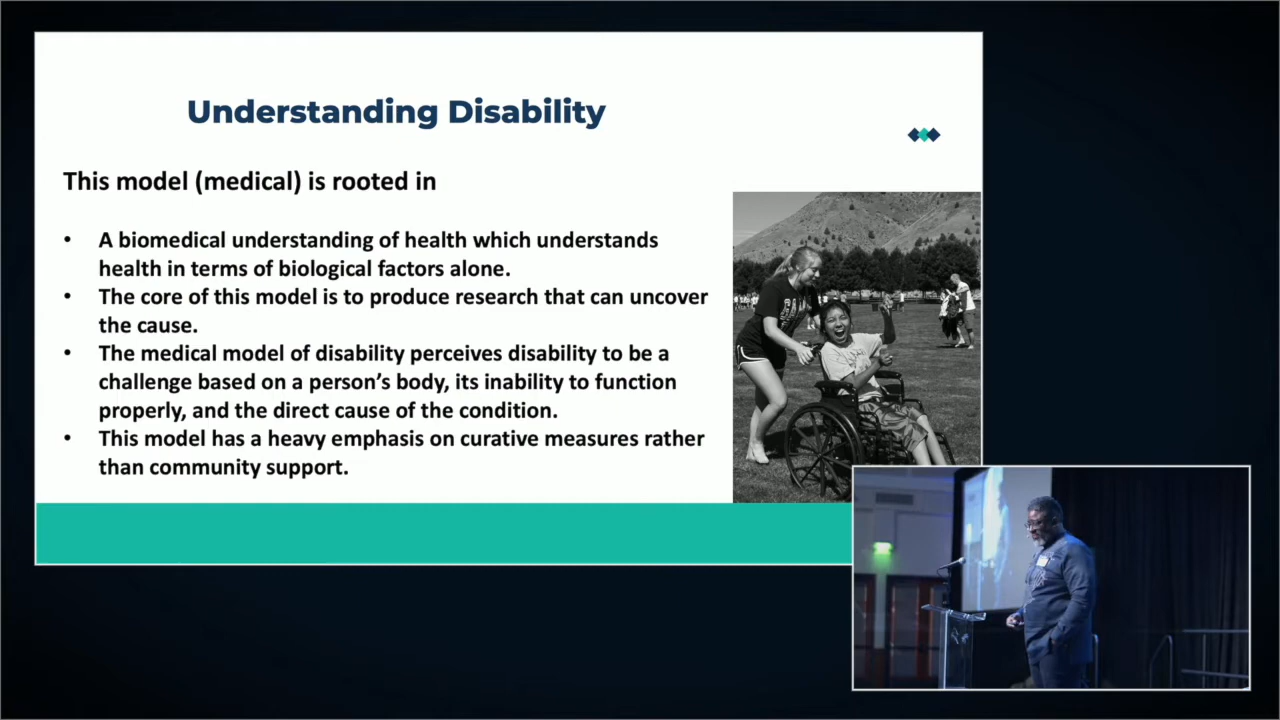 Understanding Disability
This model (medical) is rooted in
• A biomedical understanding of health which understands
health in terms of biological factors alone.
• The core of this model is to produce research that can uncover
the cause.
• The medical model of disability perceives disability to be a
challenge based on a person’s body, its inability to function
properly, and the direct cause of the condition.
• This model has a heavy emphasis on curative measures rather
than community support.